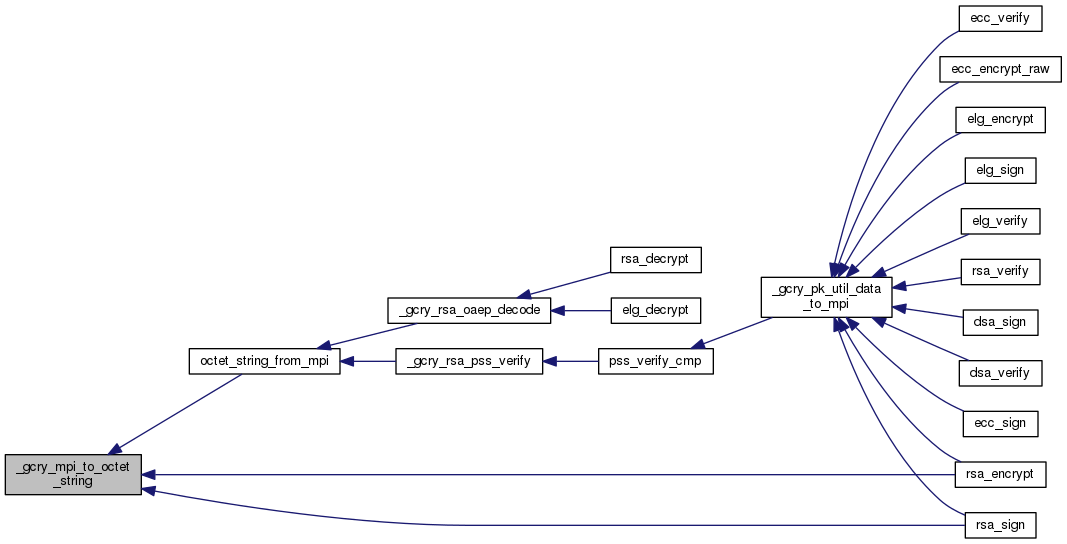 ecc_verify
ecc_encrypt_raw
elg_encrypt
elg_sign
elg_verify
rsa_decrypt
rsa_verify
_gcry_pk_util_data
_to_mpi
_gcry_rsa_oaep_decode
elg_decrypt
dsa_sign
octet_string_from_mpi
_gcry_rsa_pss_verify
pss_verify_cmp
dsa_verify
ecc_sign
_gcry_mpi_to_octet
_string
rsa_encrypt
rsa_sign